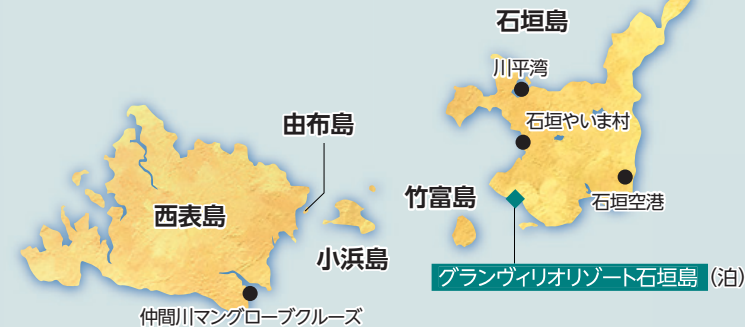 石垣島
川平湾
石垣やいま村
由布島
竹富島
石垣空港
西表島
小浜島
グランヴィリオリゾート石垣島 (泊)
仲間川マングローブクルーズ